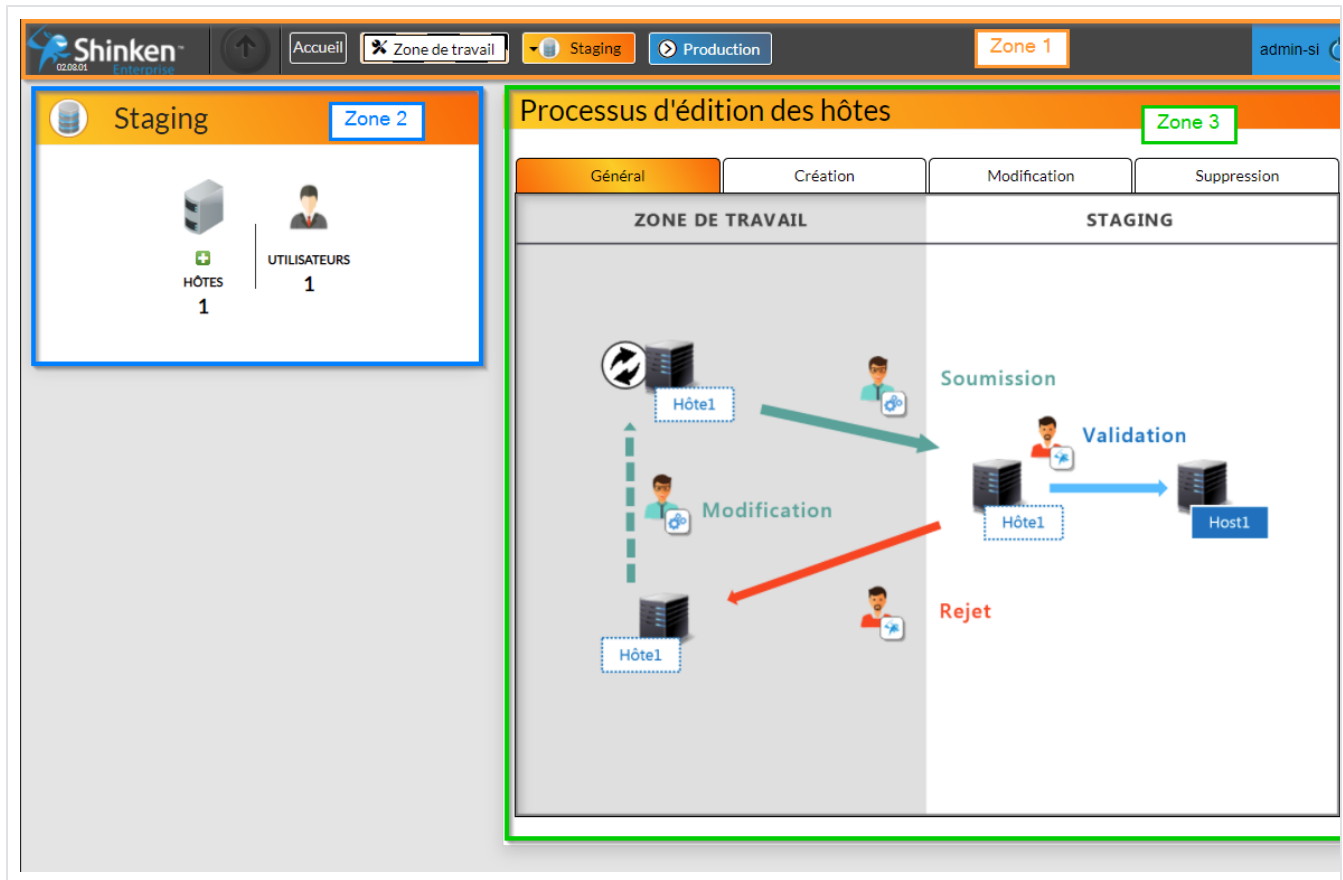 Shinken
02.08.01
Enterprise
Accueil
Zone de travail
Staging
Production
Zone 1
admin-si
Staging
Zone 2
HÔTES
1
UTILISATEURS
1
Processus d'édition des hôtes
Zone 3
Général
Création
Modification
Suppression
ZONE DE TRAVAIL
STAGING
Hôte1
Soumission
Validation
Modification
Hôte1
Host1
Rejet
Hôte1